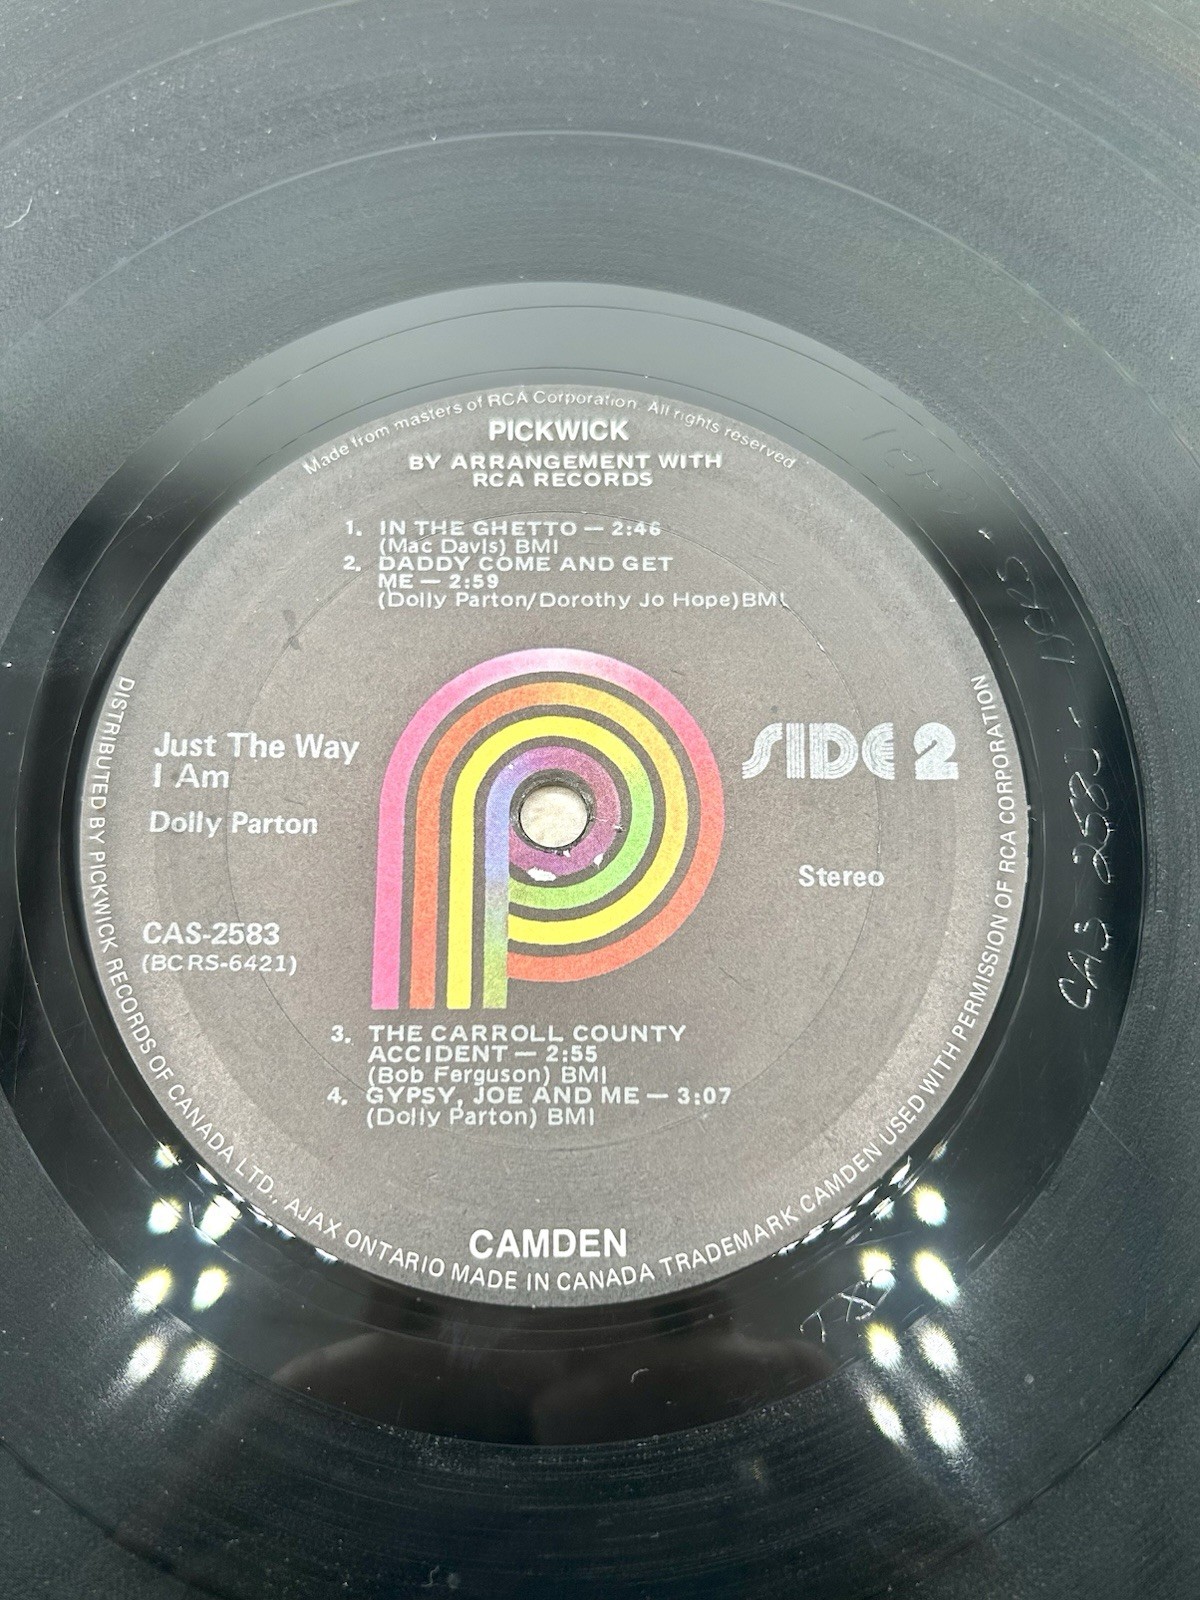 Made from masters of RCA Corporation. All rights reserved
PICKWICK
BY ARRANGEMENT WITH
RCA RECORDS
1. IN THE GHETTO — 2:46
(Mac Davis) BMI
2. DADDY COME AND GET
ME — 2:59
(Dolly Parton/Dorothy Jo Hope)BMI
Just The Way
I Am
Dolly Parton
SIDE 2
Stereo
CAS-2583
(BCRS-6421)
3. THE CARROLL COUNTY
ACCIDENT — 2:55
(Bob Ferguson) BMI
4. GYPSY, JOE AND ME — 3:07
(Dolly Parton) BMI
CAMDEN
DISTRIBUTED BY PICKWICK RECORDS OF CANADA LTD., AJAX ONTARIO MADE IN CANADA TRADEMARK CAMDEN USED WITH PERMISSION OF RCA CORPORATION
CAS 2583